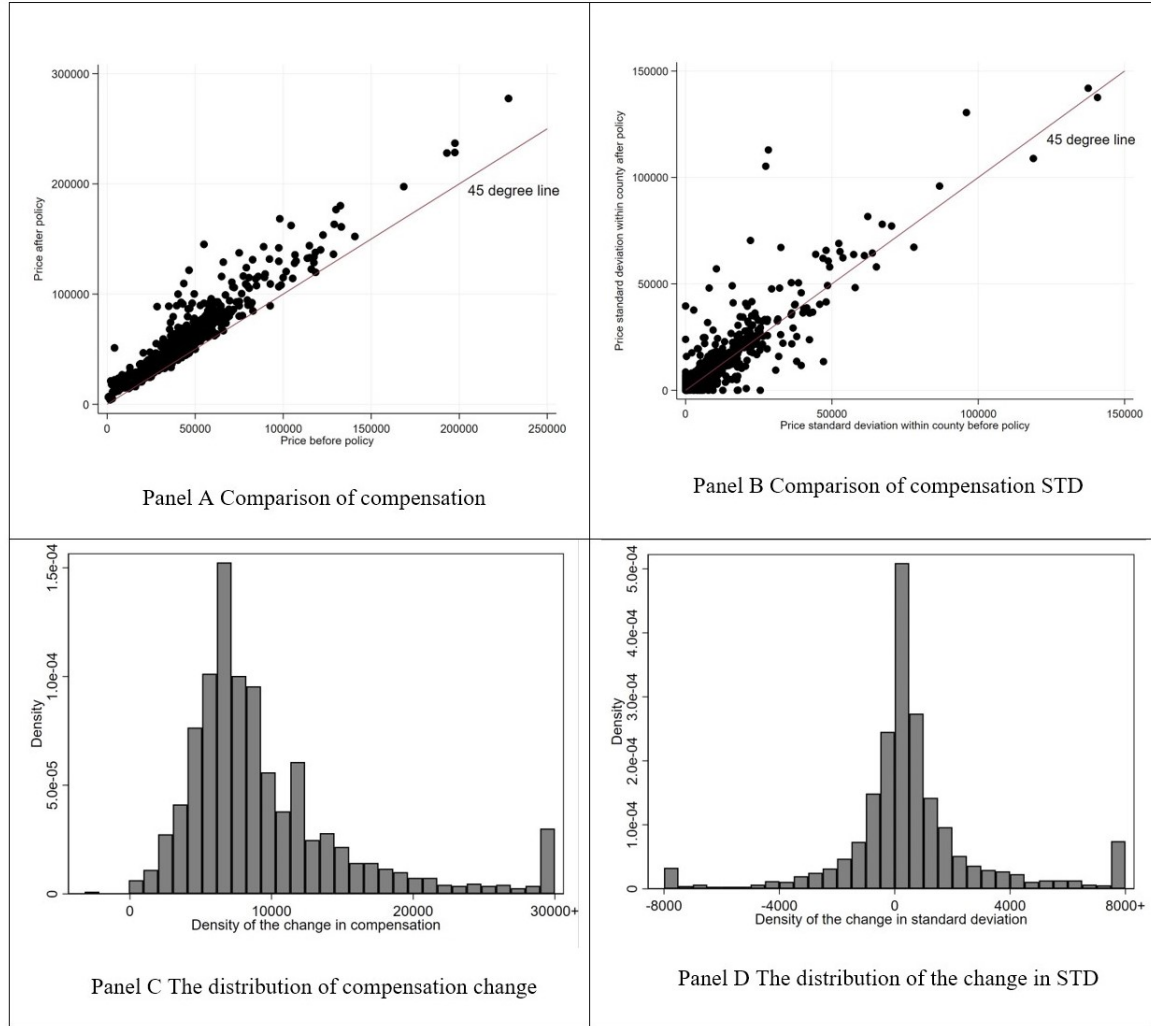 300000
200000
100000
0
Price after policy
45 degree line
0 50000 100000 150000 200000 250000
Price before policy
Panel A Comparison of compensation
150000
100000
50000
0
Price standard deviation within county after policy
45 degree line
0 50000 100000 150000
Price standard deviation within county before policy
Panel B Comparison of compensation STD
1.5e-04
1.0e-04
5.0e-05
0
Density
0 10000 20000 30000+
Density of the change in compensation
Panel C The distribution of compensation change
5.0e-04
4.0e-04
3.0e-04
2.0e-04
1.0e-04
0
Density
-8000 -4000 0 4000 8000+
Density of the change in standard deviation
Panel D The distribution of the change in STD